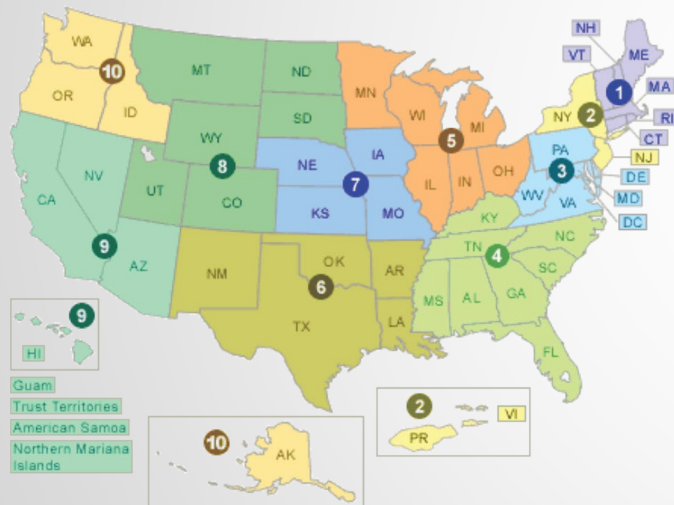 NH
VT
ME
WA
MT
ND
MN
MA
10
1
OR
ID
WI
MI
NY
2
RI
CT
SD
WY
5
PA
NJ
8
NE
IA
3
DE
NV
7
IL
IN
OH
WV
MD
CA
UT
CO
KS
MO
VA
DC
KY
9
AZ
NM
OK
AR
TN
4
NC
6
SC
TX
MS
AL
GA
LA
9
HI
FL
Guam
Trust Territories
American Samoa
Northern Mariana
Islands
10
AK
2
VI
PR